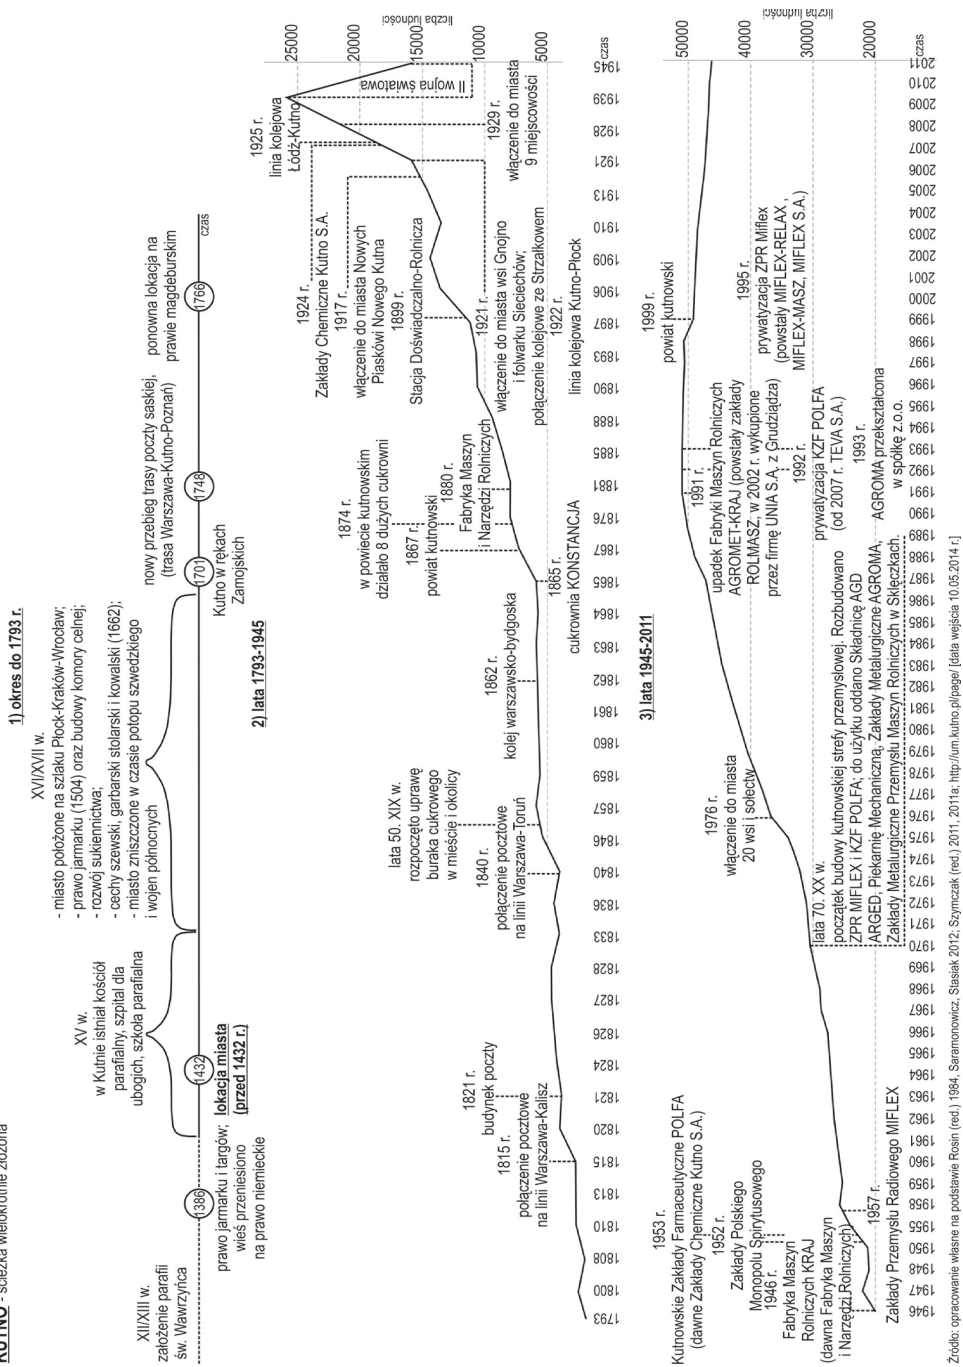 KUTNO - ścieżka wielokrotnie złożona
1) okres do 1793 r.
XII/XIII w.
założenie parafii
św. Wawrzyńca
1386
prawo jarmarku i targów;
wieś przeniesiono
na prawo niemieckie
XV w.
w Kutnie istniał kościół
parafialny, szpital dla
ubogich, szkoła parafialna
1432
lokacja miasta
(przed 1432 r.)
XVI/XVII w.
- miasto położone na szlaku Płock-Kraków-Wrocław;
- prawo jarmarku (1504) oraz budowy komory celnej;
- rozwój sukiennictwa;
- cechy szewski, garbarski stolarski i kowalski (1662);
- miasto zniszczone w czasie potopu szwedzkiego
i wojen północnych
1701
Kutno w rękach
Zamojskich
1748
nowy przebieg trasy poczty saskiej,
(trasa Warszawa-Kutno-Poznań)
1766
ponowna lokacja na
prawie magdeburskim
czas
2) lata 1793-1945
1815 r.
połączenie pocztowe
na linii Warszawa-Kalisz
1821 r.
budynek poczty
1840 r.
połączenie pocztowe
na linii Warszawa-Toruń
lata 50. XIX w.
rozpoczęto uprawę
buraka cukrowego
w mieście i okolicy
1862 r.
kolej warszawsko-bydgoska
1865 r.
cukrownia KONSTANCJA
1867 r.
powiat kutnowski
1874 r.
w powiecie kutnowskim
działało 8 dużych cukrowni
1880 r.
Fabryka Maszyn
i Narzędzi Rolniczych
1899 r.
Stacja Doświadczalno-Rolnicza
1917 r.
włączenie do miasta Nowych
Piaskówi Nowego Kutna
1924 r.
Zakłady Chemiczne Kutno S.A.
1921 r.
włączenie do miasta wsi Gnojno
i folwarku Sieciechów;
połączenie kolejowe ze Strzałkowem
1922 r.
linia kolejowa Kutno-Płock
1925 r.
linia kolejowa
Łódź-Kutno
1929 r.
włączenie do miasta
9 miejscowości
II wojna światowa
liczba ludności
25000
20000
15000
10000
5000
czas
1793 1800 1808 1810 1813 1815 1820 1821 1824 1826 1827 1828 1833 1836 1840 1846 1857 1859 1860 1861 1862 1863 1864 1865 1867 1876 1881 1885 1888 1890 1893 1897 1906 1909 1910 1913 1921 1928 1939 1945
3) lata 1945-2011
1953 r.
Kutnowskie Zakłady Farmaceutyczne POLFA
(dawne Zakłady Chemiczne Kutno S.A.)
1952 r.
Zakłady Polskiego
Monopolu Spirytusowego
1946 r.
Fabryka Maszyn
Rolniczych KRAJ
(dawna Fabryka Maszyn
i Narzędzi Rolniczych)
1957 r.
Zakłady Przemysłu Radiowego MIFLEX
lata 70. XX w.
początek budowy kutnowskiej strefy przemysłowej. Rozbudowano
ZPR MIFLEX i KZF POLFA; do użytku oddano Składnicę AGD
ARGED, Piekarnię Mechaniczną, Zakłady Metalurgiczne AGROMA,
Zakłady Metalurgiczne Przemysłu Maszyn Rolniczych w Sklęczkach.
1976 r.
włączenie do miasta
20 wsi i sołectw
1991 r.
upadek Fabryki Maszyn Rolniczych
AGROMET-KRAJ (powstały zakłady
ROLMASZ, w 2002 r. wykupione
przez firmę UNIA S.A. z Grudziądza)
1992 r.
prywatyzacja KZF POLFA
(od 2007 r. TEVA S.A.)
1993 r.
AGROMA przekształcona
w spółkę z.o.o.
1995 r.
prywatyzacja ZPR Miflex
(powstały MIFLEX-RELAX,
MIFLEX-MASZ, MIFLEX S.A.)
1999 r.
powiat kutnowski
liczba ludności
50000
40000
30000
20000
czas
1946 1947 1948 1950 1955 1956 1959 1960 1961 1962 1963 1964 1965 1966 1967 1968 1969 1970 1971 1972 1973 1974 1975 1976 1977 1978 1979 1980 1981 1982 1983 1984 1985 1986 1987 1988 1989 1990 1991 1992 1993 1994 1995 1996 1997 1998 1999 2000 2001 2002 2003 2004 2005 2006 2007 2008 2009 2010 2011
Źródło: opracowanie własne na podstawie Rosin (red.) 1984, Saramonowicz, Stasiak 2012; Szymczak (red.) 2011, 2011a; http://um.kutno.pl/page/ [data wejścia 10.05.2014 r.]